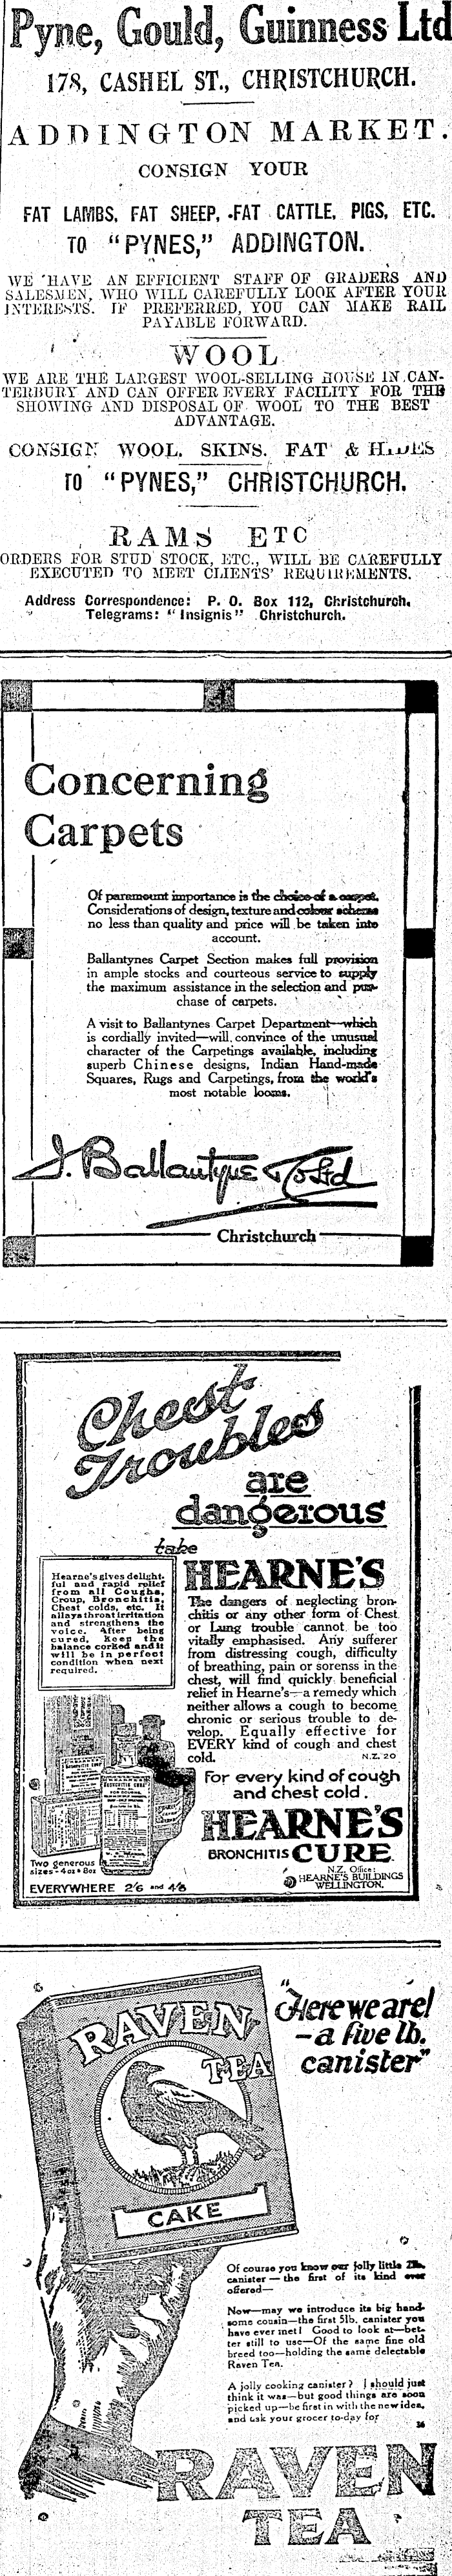 Pyne, Gould, Guinness Ltd
178, CASHEL ST., CHRISTCHURCH.
ADDINGTON MARKET.
CONSIGN YOUR
FAT LAMBS, FAT SHEEP, FAT CATTLE, PIGS, ETC.
TO "PYNES," ADDINGTON.
WE HAVE AN EFFICIENT STAFF OF GRADERS AND
SALESMEN, WHO WILL CAREFULLY LOOK AFTER YOUR
INTERESTS. IF PREFERRED, YOU CAN MAKE RAIL
PAYABLE FORWARD.
WOOL
WE ARE THE LARGEST WOOL-SELLING HOUSE IN CAN-
TERBURY AND CAN OFFER EVERY FACILITY FOR THE
SHOWING AND DISPOSAL OF WOOL TO THE BEST
ADVANTAGE.
CONSIGN WOOL, SKINS, FAT & HIDES
TO "PYNES," CHRISTCHURCH.
RAMS ETC
ORDERS FOR STUD STOCK, ETC., WILL BE CAREFULLY
EXECUTED TO MEET CLIENTS' REQUIREMENTS.
Address Correspondence: P. O. Box 112, Christchurch.
Telegrams: "Insignis" Christchurch.
Concerning
Carpets
Of paramount importance is the choice of a carpet.
Considerations of design, texture and colour scheme
no less than quality and price will be taken into
account.
Ballantynes Carpet Section makes full provision
in ample stocks and courteous service to supply
the maximum assistance in the selection and pur-
chase of carpets.
A visit to Ballantynes Carpet Department—which
is cordially invited—will convince of the unusual
character of the Carpetings available, including
superb Chinese designs, Indian Hand-made
Squares, Rugs and Carpetings, from the world's
most notable looms.
J. Ballantyne & Co Ltd
Christchurch
Chest
Troubles
are
dangerous
take
HEARNE'S
Hearne's gives delight-
ful and rapid relief
from all Coughs,
Croup, Bronchitis,
Chest colds, etc. It
allays throat irritation
and strengthens the
voice. After being
cured, keep the
balance corked and it
will be in perfect
condition when next
required.
The dangers of neglecting bron-
chitis or any other form of Chest
or Lung trouble cannot be too
vitally emphasised. Any sufferer
from distressing cough, difficulty
of breathing, pain or sorenss in the
chest, will find quickly beneficial
relief in Hearne's—a remedy which
neither allows a cough to become
chronic or serious trouble to de-
velop. Equally effective for
EVERY kind of cough and chest
cold. N.Z. 20
For every kind of cough
and chest cold.
HEARNE'S
BRONCHITIS CURE
Two generous
sizes - 4oz & 8oz
EVERYWHERE 2/6 and 4/6
N.Z. Office:
HEARNE'S BUILDINGS
WELLINGTON.
"Here we are!
—a five lb.
canister"
RAVEN
TEA
CAKE
Of course you know our jolly little 2lb.
canister — the first of its kind ever
offered—
Now—may we introduce its big hand-
some cousin—the first 5lb. canister you
have ever met! Good to look at—bet-
ter still to use—Of the same fine old
breed too—holding the same delectable
Raven Tea.
A jolly cooking canister? I should just
think it was—but good things are soon
picked up—be first in with the new idea,
and ask your grocer to-day for
36
RAVEN
TEA